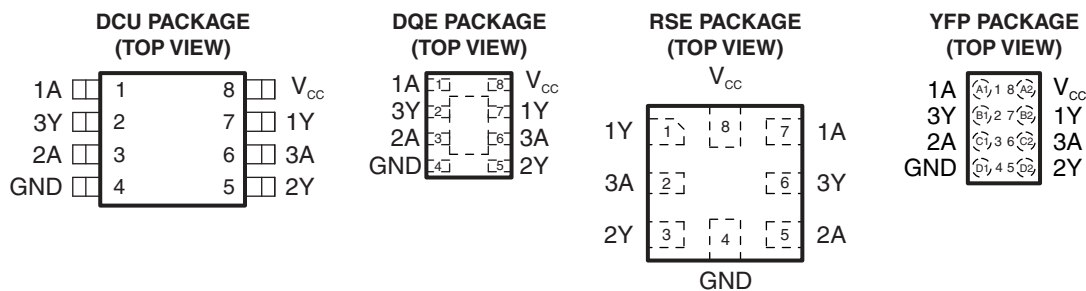 DCU PACKAGE
(TOP VIEW)
1A 1 8 VCC
3Y 2 7 1Y
2A 3 6 3A
GND 4 5 2Y
DQE PACKAGE
(TOP VIEW)
1A 1 8 VCC
3Y 2 7 1Y
2A 3 6 3A
GND 4 5 2Y
RSE PACKAGE
(TOP VIEW)
VCC
1Y 1 8 7 1A
3A 2 6 3Y
2Y 3 4 5 2A
GND
YFP PACKAGE
(TOP VIEW)
1A A1 1 8 A2 VCC
3Y B1 2 7 B2 1Y
2A C1 3 6 C2 3A
GND D1 4 5 D2 2Y